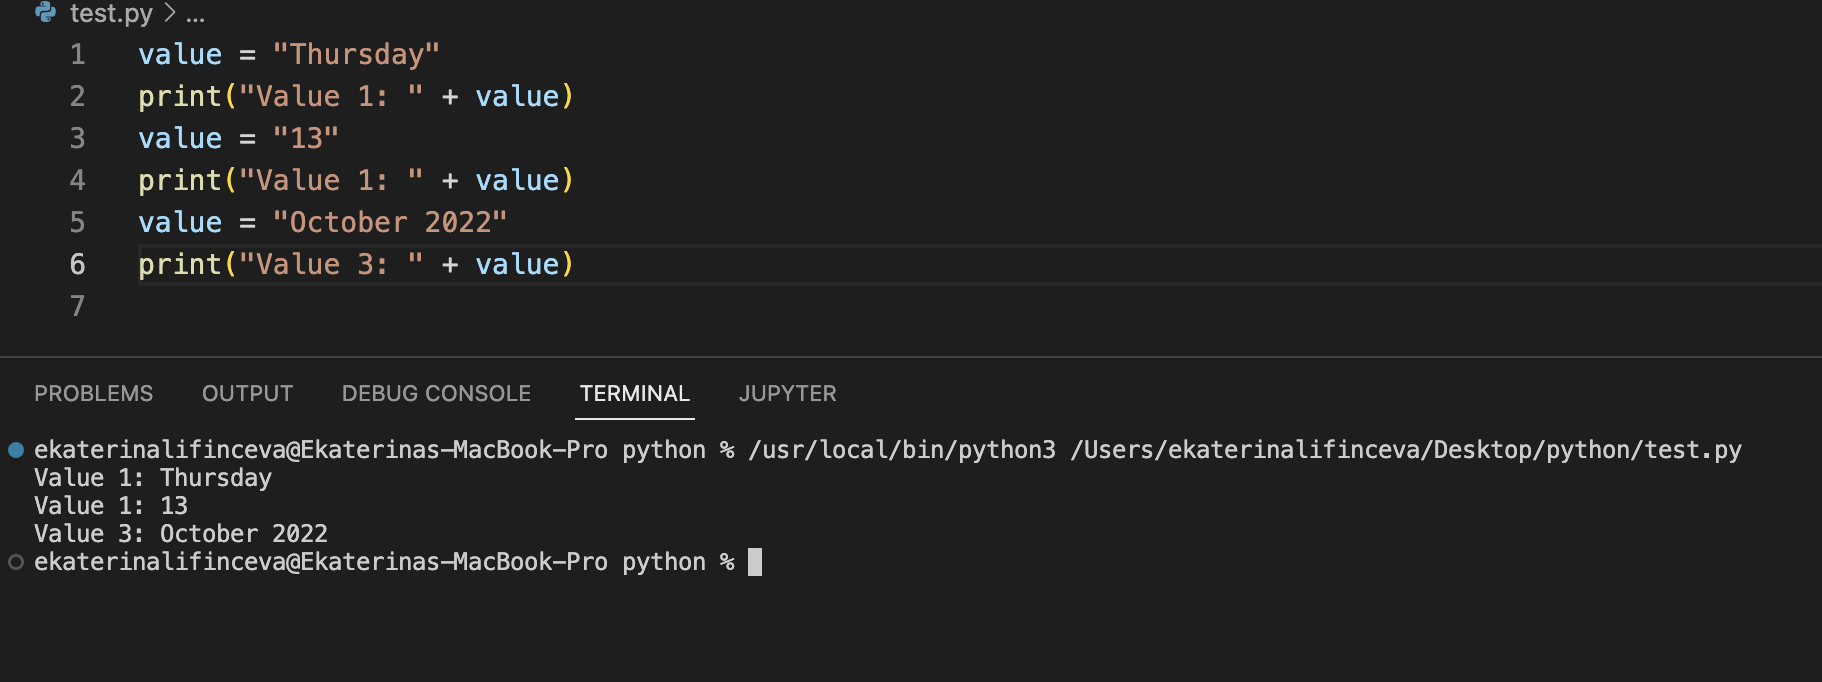 test.py > ...
1 value = "Thursday"
2 print("Value 1: " + value)
3 value = "13"
4 print("Value 1: " + value)
5 value = "October 2022"
6 print("Value 3: " + value)
7
PROBLEMS OUTPUT DEBUG CONSOLE TERMINAL JUPYTER
ekaterinalifinceva@Ekaterinas-MacBook-Pro python % /usr/local/bin/python3 /Users/ekaterinalifinceva/Desktop/python/test.py
Value 1: Thursday
Value 1: 13
Value 3: October 2022
ekaterinalifinceva@Ekaterinas-MacBook-Pro python %